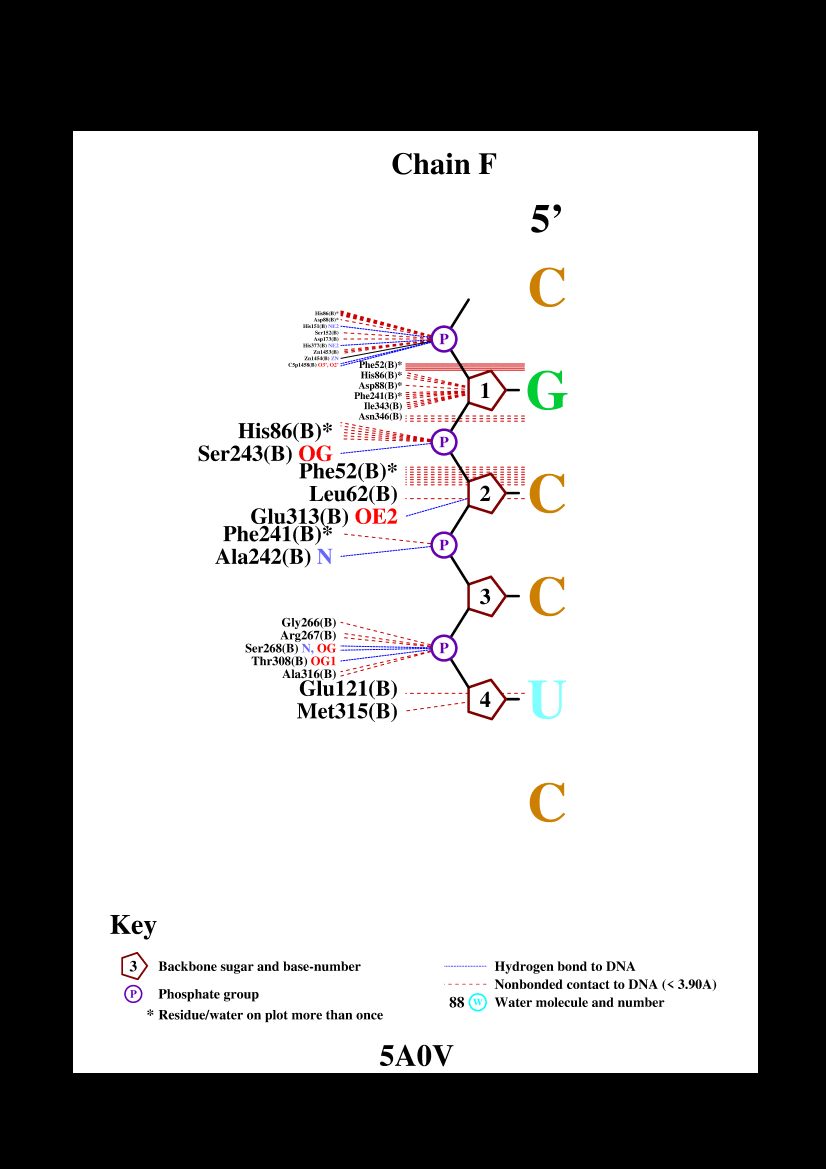 Chain F
5’
C
His86(B)*
Asp88(B)*
His151(B) NE2
Ser152(B)
Asp173(B)
His377(B) NE2
Zn1453(B)
Zn1454(B) ZN
C5p1458(B) O3', O2'
P
Phe52(B)*
His86(B)*
Asp88(B)*
Phe241(B)*
Ile343(B)
Asn346(B)
1 G
His86(B)*
Ser243(B) OG
P
Phe52(B)*
Leu62(B)
Glu313(B) OE2
2 C
Phe241(B)*
Ala242(B) N
P
3 C
Gly266(B)
Arg267(B)
Ser268(B) N, OG
Thr308(B) OG1
Ala316(B)
P
Glu121(B)
Met315(B)
4 U
C
Key
3 Backbone sugar and base-number
P Phosphate group
* Residue/water on plot more than once
Hydrogen bond to DNA
Nonbonded contact to DNA (< 3.90A)
88 W Water molecule and number
5A0V